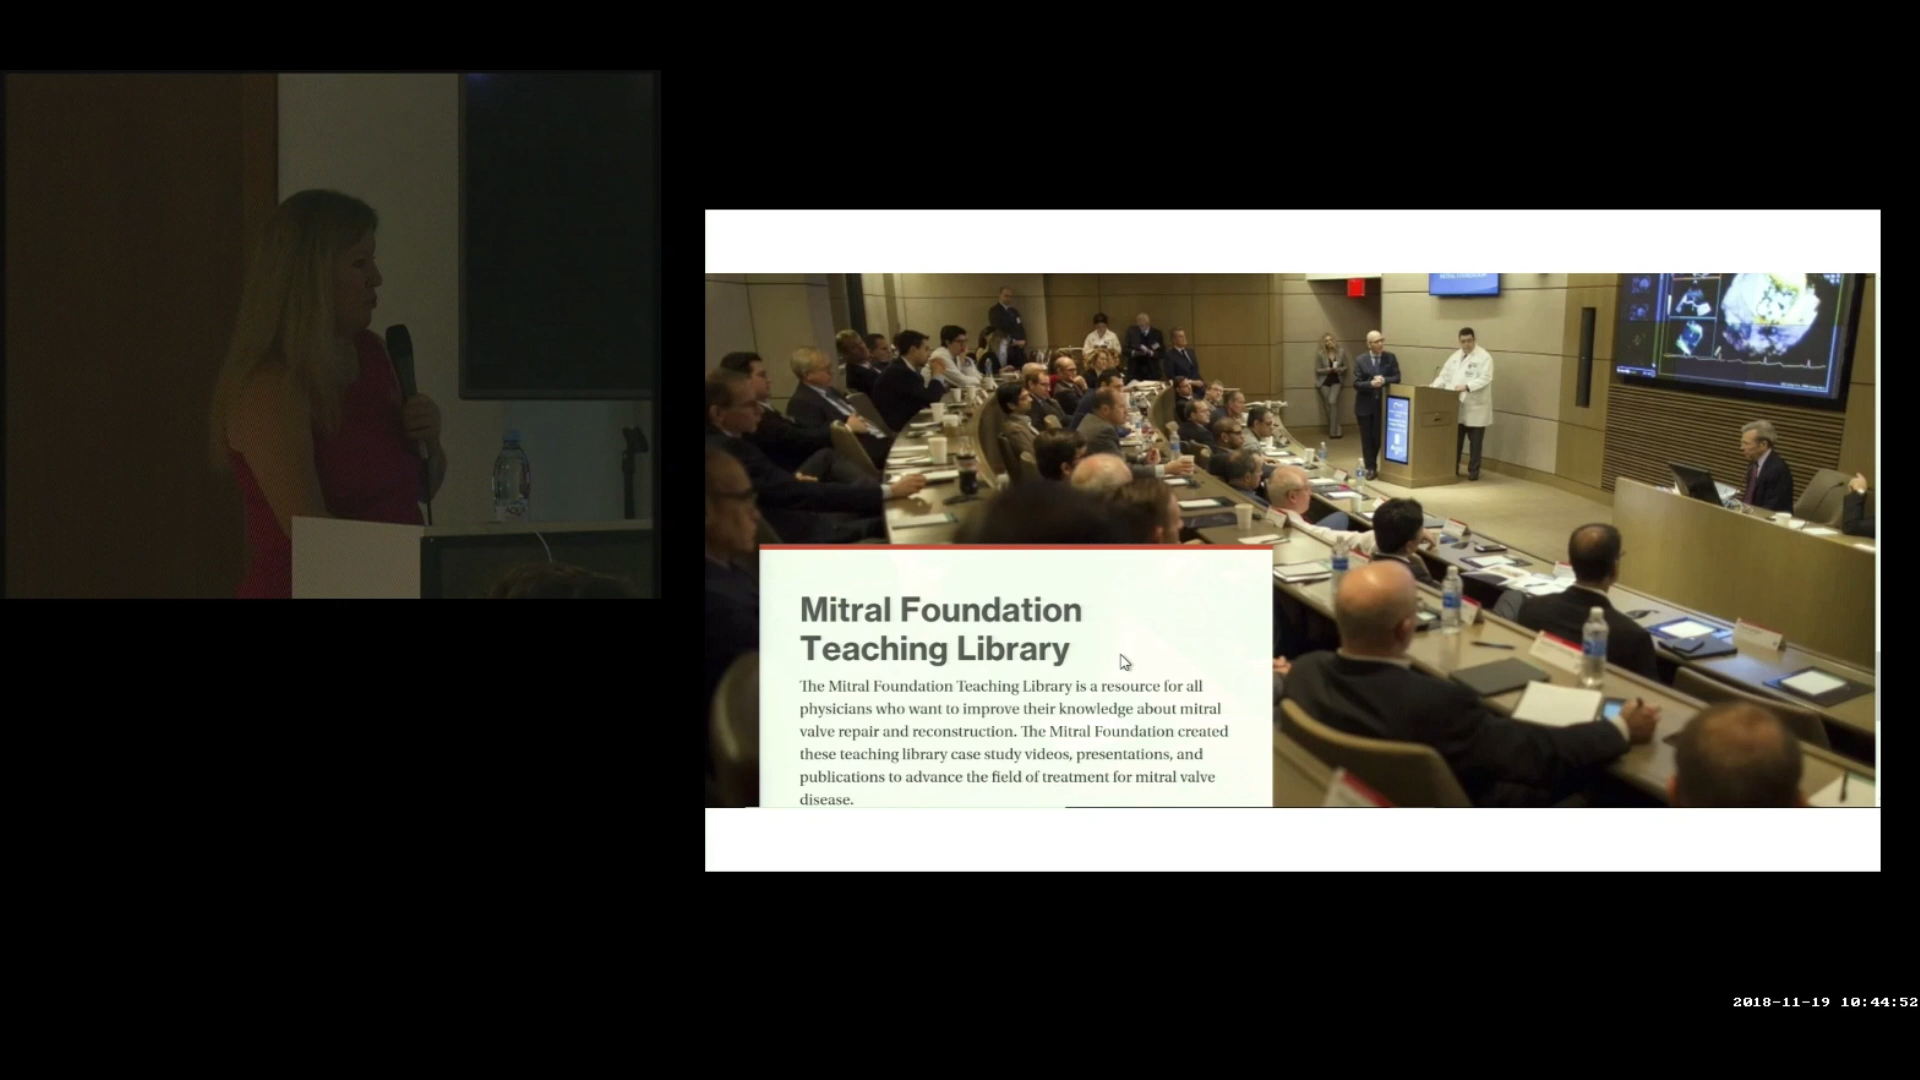 Mitral Foundation
Teaching Library
The Mitral Foundation Teaching Library is a resource for all
physicians who want to improve their knowledge about mitral
valve repair and reconstruction. The Mitral Foundation created
these teaching library case study videos, presentations, and
publications to advance the field of treatment for mitral valve
disease.
2018-11-19 10:44:52